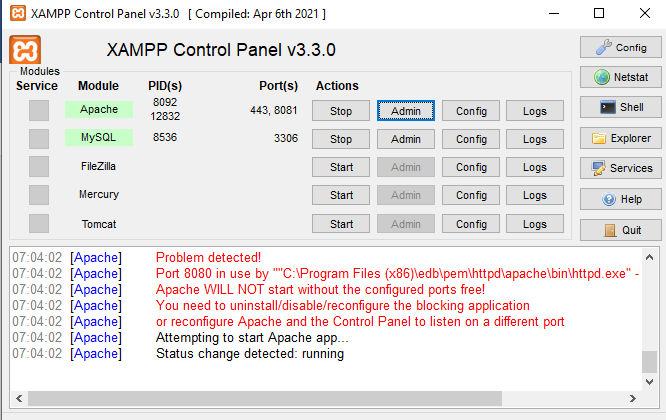 XAMPP Control Panel v3.3.0 [ Compiled: Apr 6th 2021 ]
XAMPP Control Panel v3.3.0
Config
Modules
Service Module PID(s) Port(s) Actions
Netstat
Apache 8092 12832 443, 8081 Stop Admin Config Logs
Shell
MySQL 8536 3306 Stop Admin Config Logs
Explorer
FileZilla Start Admin Config Logs
Services
Mercury Start Admin Config Logs
Help
Tomcat Start Admin Config Logs
Quit
07:04:02 [Apache] Problem detected!
07:04:02 [Apache] Port 8080 in use by ""C:\Program Files (x86)\edb\pem\httpd\apache\bin\httpd.exe" -
07:04:02 [Apache] Apache WILL NOT start without the configured ports free!
07:04:02 [Apache] You need to uninstall/disable/reconfigure the blocking application
07:04:02 [Apache] or reconfigure Apache and the Control Panel to listen on a different port
07:04:02 [Apache] Attempting to start Apache app...
07:04:02 [Apache] Status change detected: running